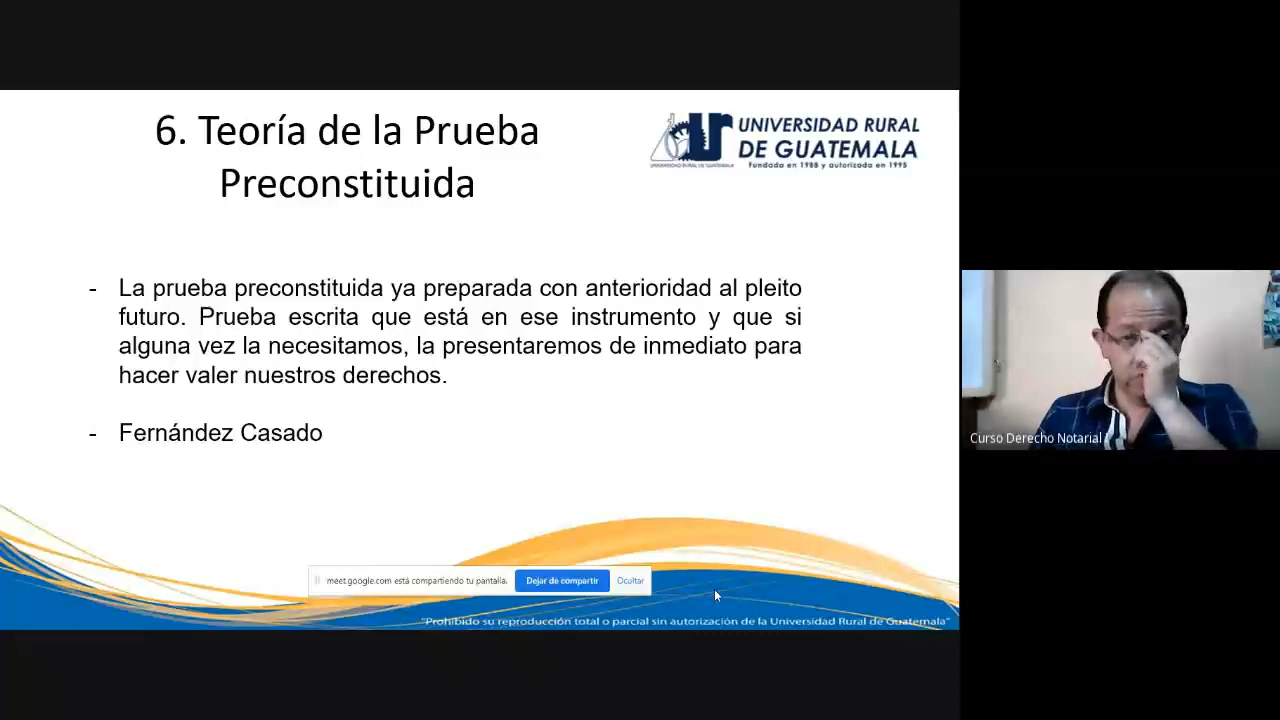 6. Teoría de la Prueba
Preconstituida
UNIVERSIDAD RURAL
DE GUATEMALA
Fundada en 1988 y autorizada en 1995
UNIVERSIDAD RURAL DE GUATEMALA
- La prueba preconstituida ya preparada con anterioridad al pleito
futuro. Prueba escrita que está en ese instrumento y que si
alguna vez la necesitamos, la presentaremos de inmediato para
hacer valer nuestros derechos.
- Fernández Casado
Curso Derecho Notarial
meet.google.com está compartiendo tu pantalla.
Dejar de compartir
Ocultar
"Prohibido su reproducción total o parcial sin autorización de la Universidad Rural de Guatemala"